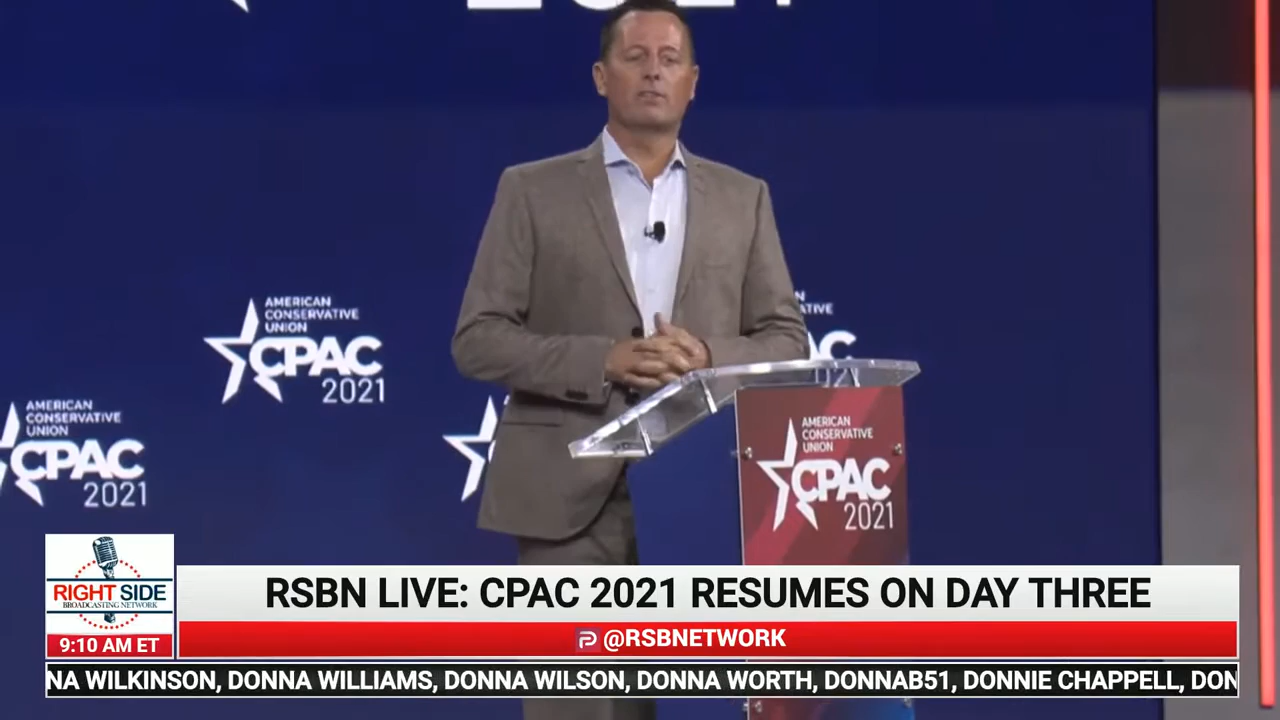 2021
AMERICAN
CONSERVATIVE
UNION
CPAC
2021
AMERICAN
CONSERVATIVE
UNION
CPAC
2021
AMERICAN
CONSERVATIVE
UNION
CPAC
2021
RIGHT SIDE
BROADCASTING NETWORK
9:10 AM ET
RSBN LIVE: CPAC 2021 RESUMES ON DAY THREE
@RSBNETWORK
NA WILKINSON, DONNA WILLIAMS, DONNA WILSON, DONNA WORTH, DONNAB51, DONNIE CHAPPELL, DON